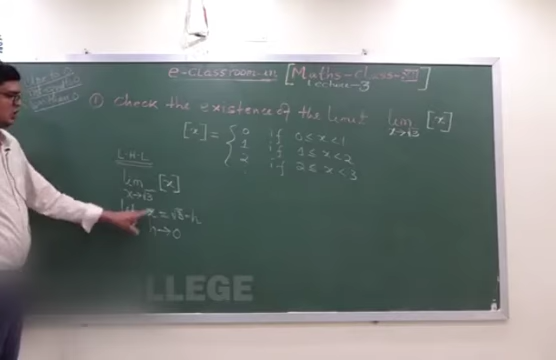 e-classroom-en [Maths-class-XII]
Lecture-3
① Check the existence of the limit lim x→√3 [x]
[x] = { 0 if 0≤x<1
1 if 1≤x<2
2 if 2≤x<3
L.H.L
lim x→√3 [x]
x = √3-h
h→0
LLEGE